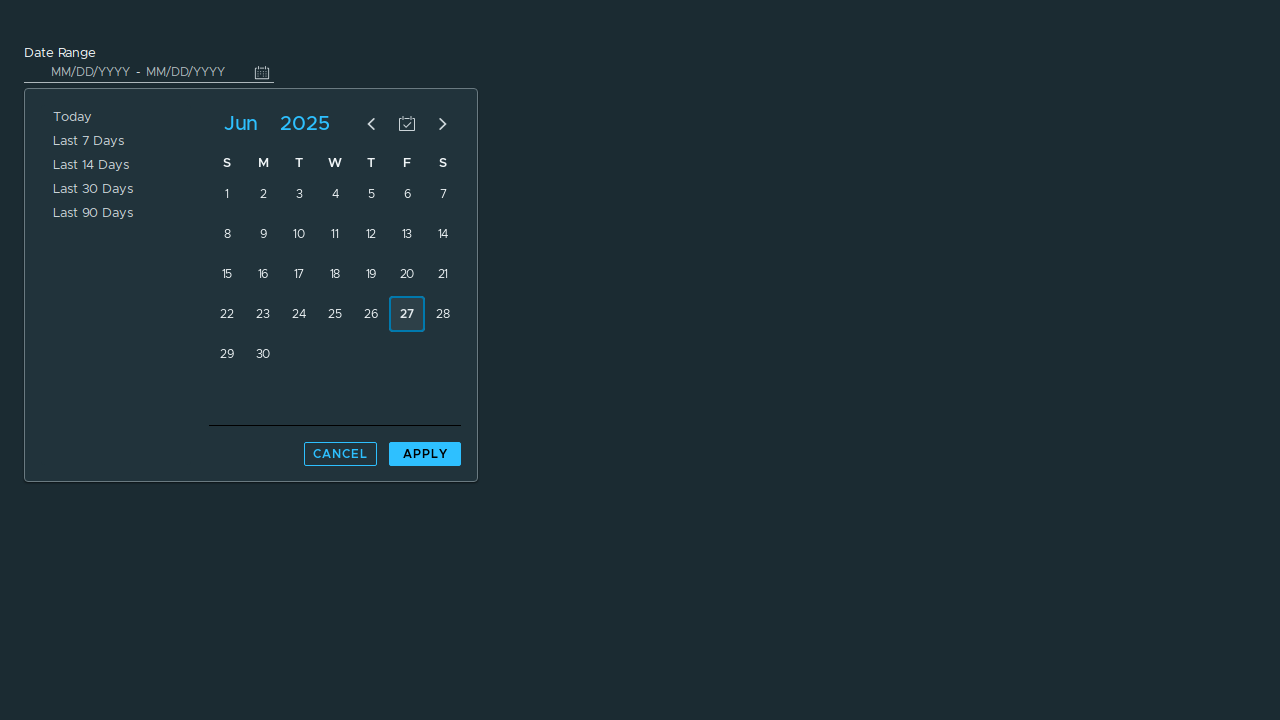 Date Range
MM/DD/YYYY - MM/DD/YYYY
Today
Last 7 Days
Last 14 Days
Last 30 Days
Last 90 Days
Jun 2025
S M T W T F S
1 2 3 4 5 6 7
8 9 10 11 12 13 14
15 16 17 18 19 20 21
22 23 24 25 26 27 28
29 30
CANCEL APPLY